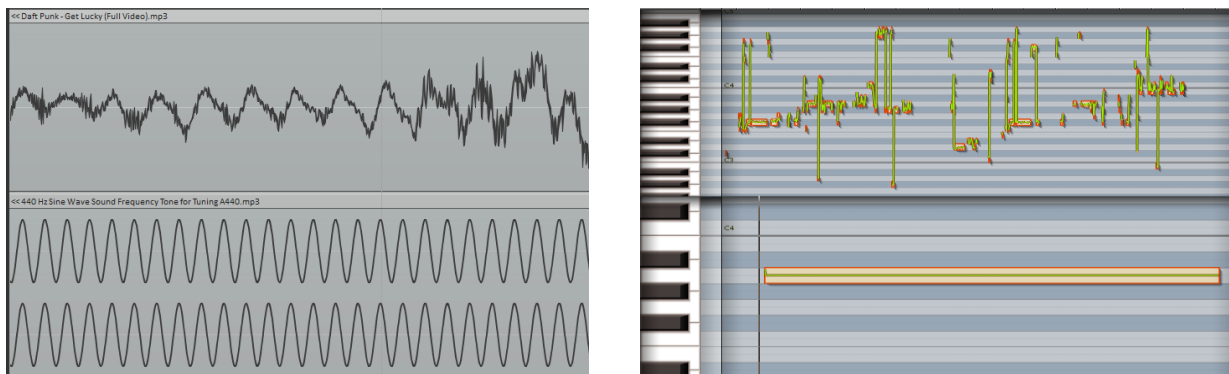 << Daft Punk - Get Lucky (Full Video).mp3
<< 440 Hz Sine Wave Sound Frequency Tone for Tuning A440.mp3
C4
C3
C4